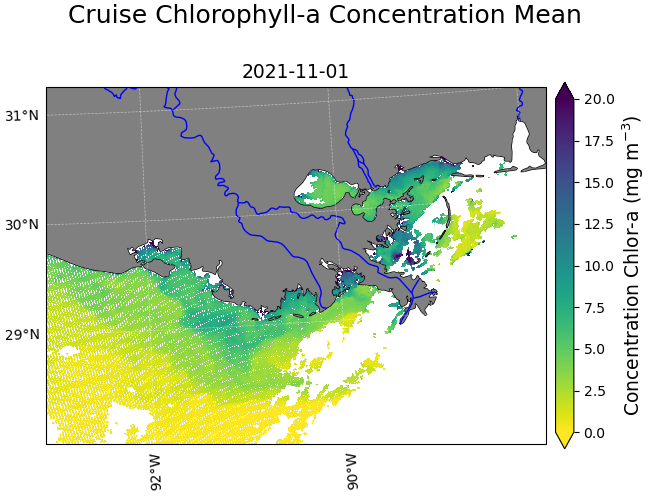 Cruise Chlorophyll-a Concentration Mean
2021-11-01
31°N
30°N
29°N
92°W
90°W
20.0
17.5
15.0
12.5
10.0
7.5
5.0
2.5
0.0
Concentration Chlor-a (mg m⁻³)